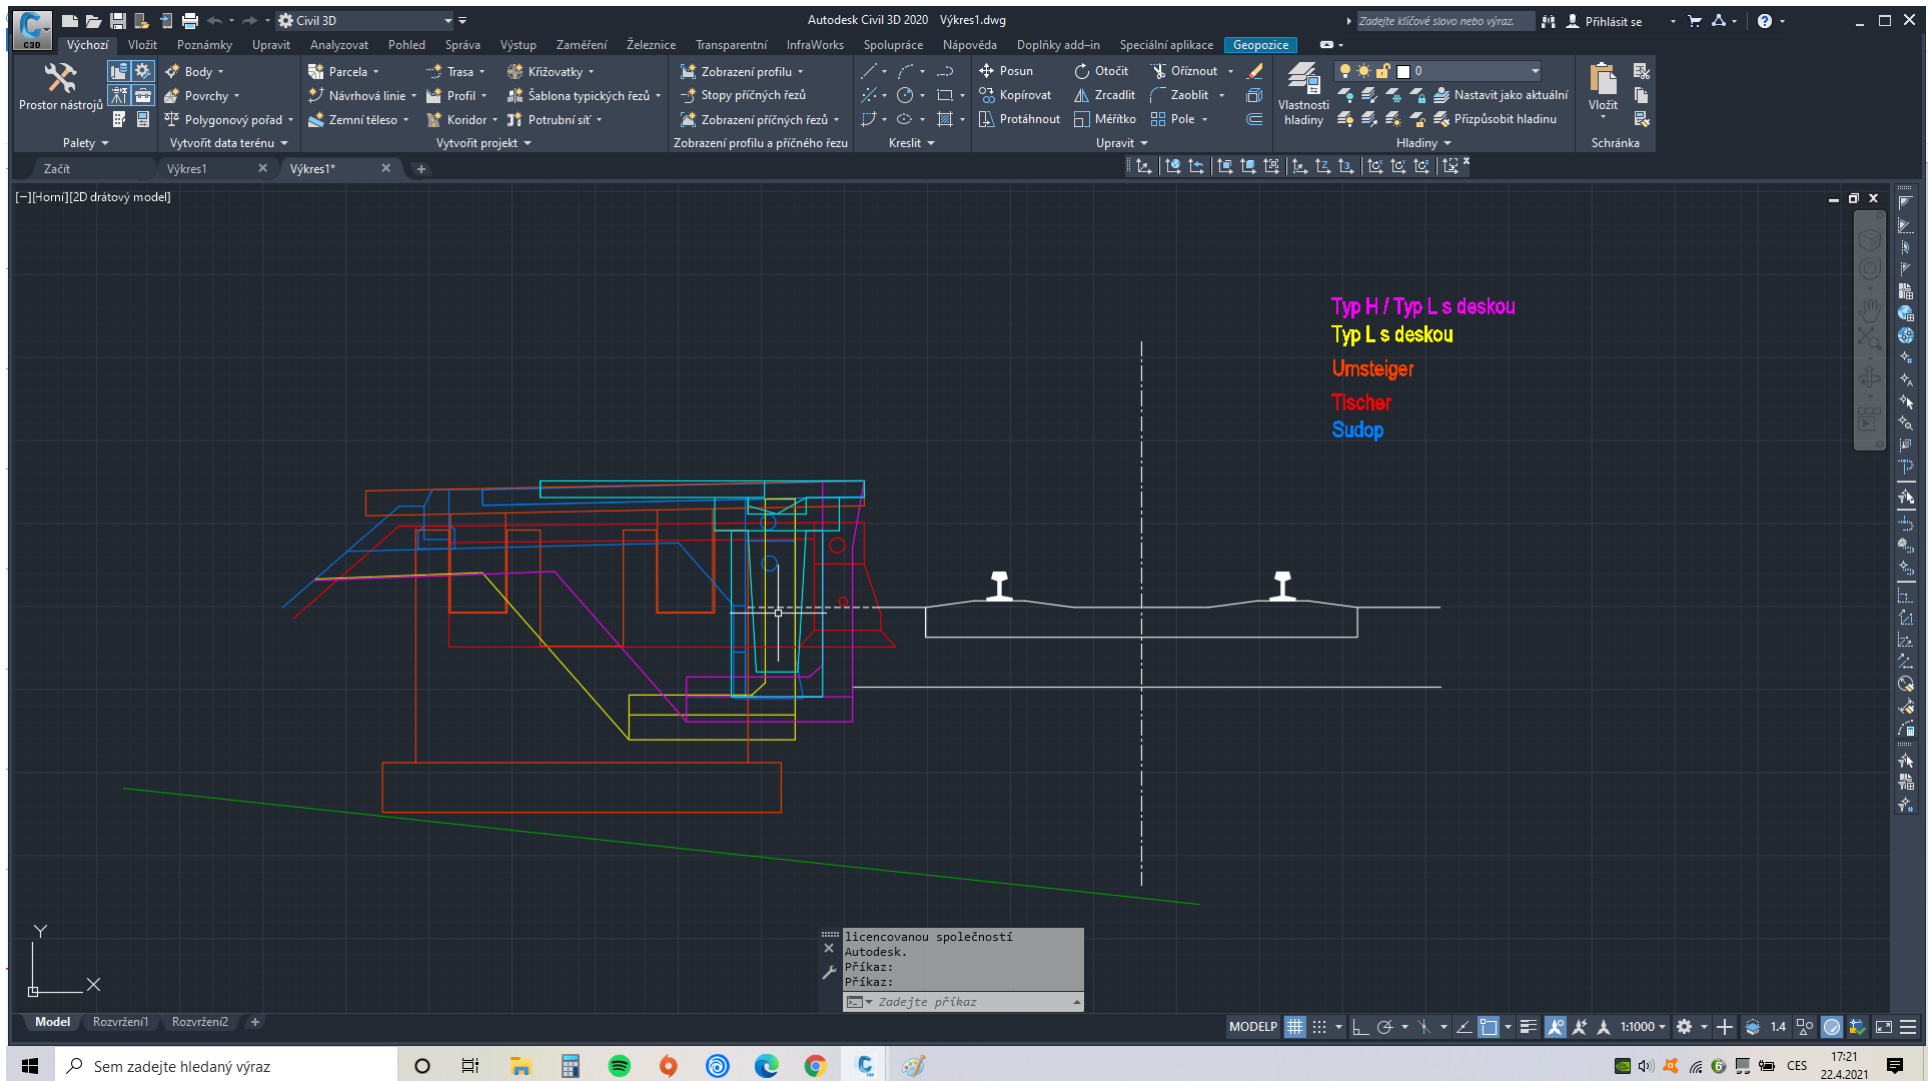 Civil 3D
Autodesk Civil 3D 2020 Výkres1.dwg
Zadejte klíčové slovo nebo výraz.
Přihlásit se
C3D
Výchozí Vložit Poznámky Upravit Analyzovat Pohled Správa Výstup Zaměření Železnice Transparentní InfraWorks Spolupráce Nápověda Doplňky add–in Speciální aplikace Geopozice
Prostor nástrojů
Palety
Body
Povrchy
Polygonový pořad
Vytvořit data terénu
Parcela Trasa Křižovatky
Návrhová linie Profil Šablona typických řezů
Zemní těleso Koridor Potrubní síť
Vytvořit projekt
Zobrazení profilu
Stopy příčných řezů
Zobrazení příčných řezů
Zobrazení profilu a příčného řezu
Kreslit
Posun Otočit Oříznout
Kopírovat Zrcadlit Zaoblit
Protáhnout Měřítko Pole
Upravit
Vlastnosti
hladiny
0
Nastavit jako aktuální
Přizpůsobit hladinu
Hladiny
Vložit
Schránka
Začít Výkres1 Výkres1*
[−][Horní][2D drátový model]
Typ H / Typ L s deskou
Typ L s deskou
Umsteiger
Tischer
Sudop
Y
X
licencovanou společností
Autodesk.
Příkaz:
Příkaz:
Zadejte příkaz
Model Rozvržení1 Rozvržení2
MODELP
1:1000
1.4
Sem zadejte hledaný výraz
CES
17:21
22.4.2021